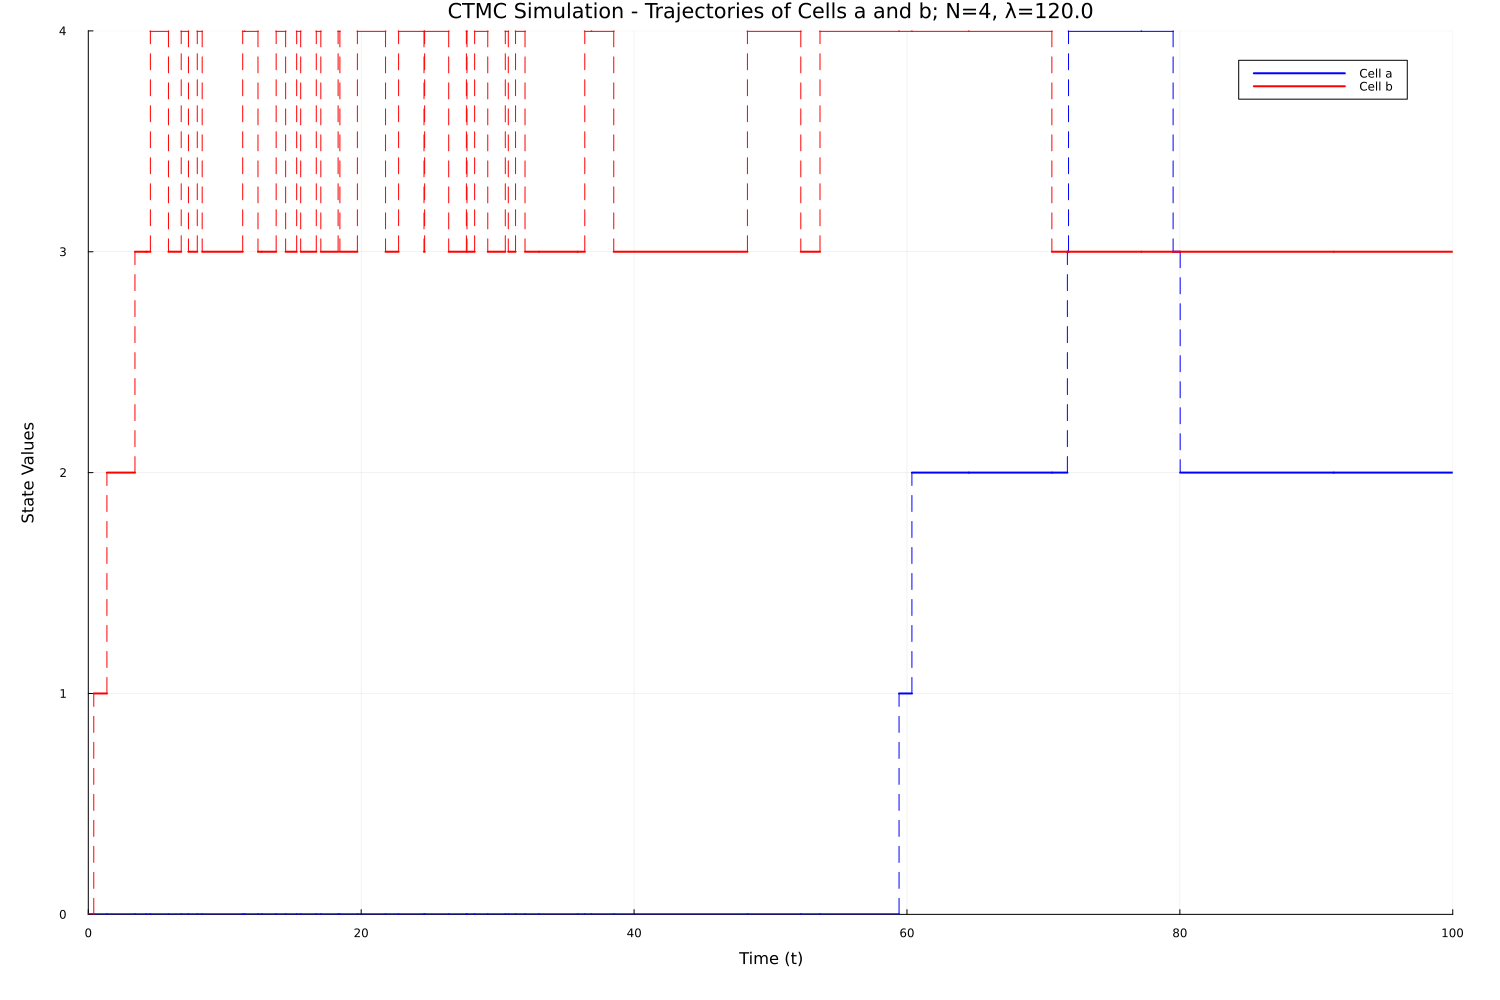 CTMC Simulation - Trajectories of Cells a and b; N=4, λ=120.0
4
3
2
1
0
State Values
Cell a
Cell b
0 20 40 60 80 100
Time (t)